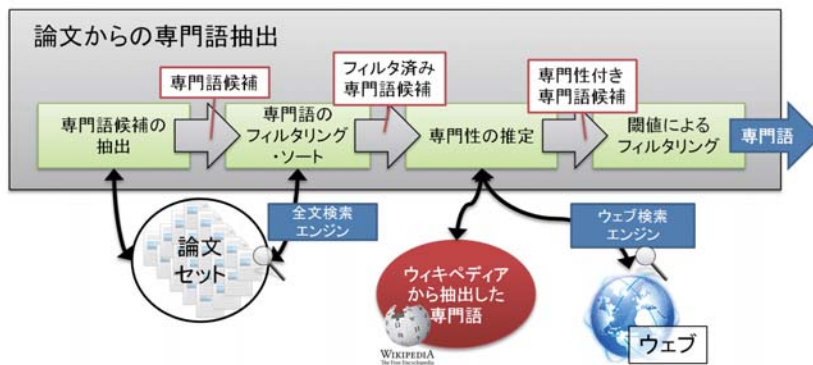 論文からの専門語抽出
専門語候補
フィルタ済み
専門語候補
専門性付き
専門語候補
専門語候補の
抽出
専門語の
フィルタリング
・ソート
専門性の推定
閾値による
フィルタリング
専門語
全文検索
エンジン
ウェブ検索
エンジン
論文
セット
ウィキペディア
から抽出した
専門語
WIKIPEDIA
The Free Encyclopedia
ウェブ